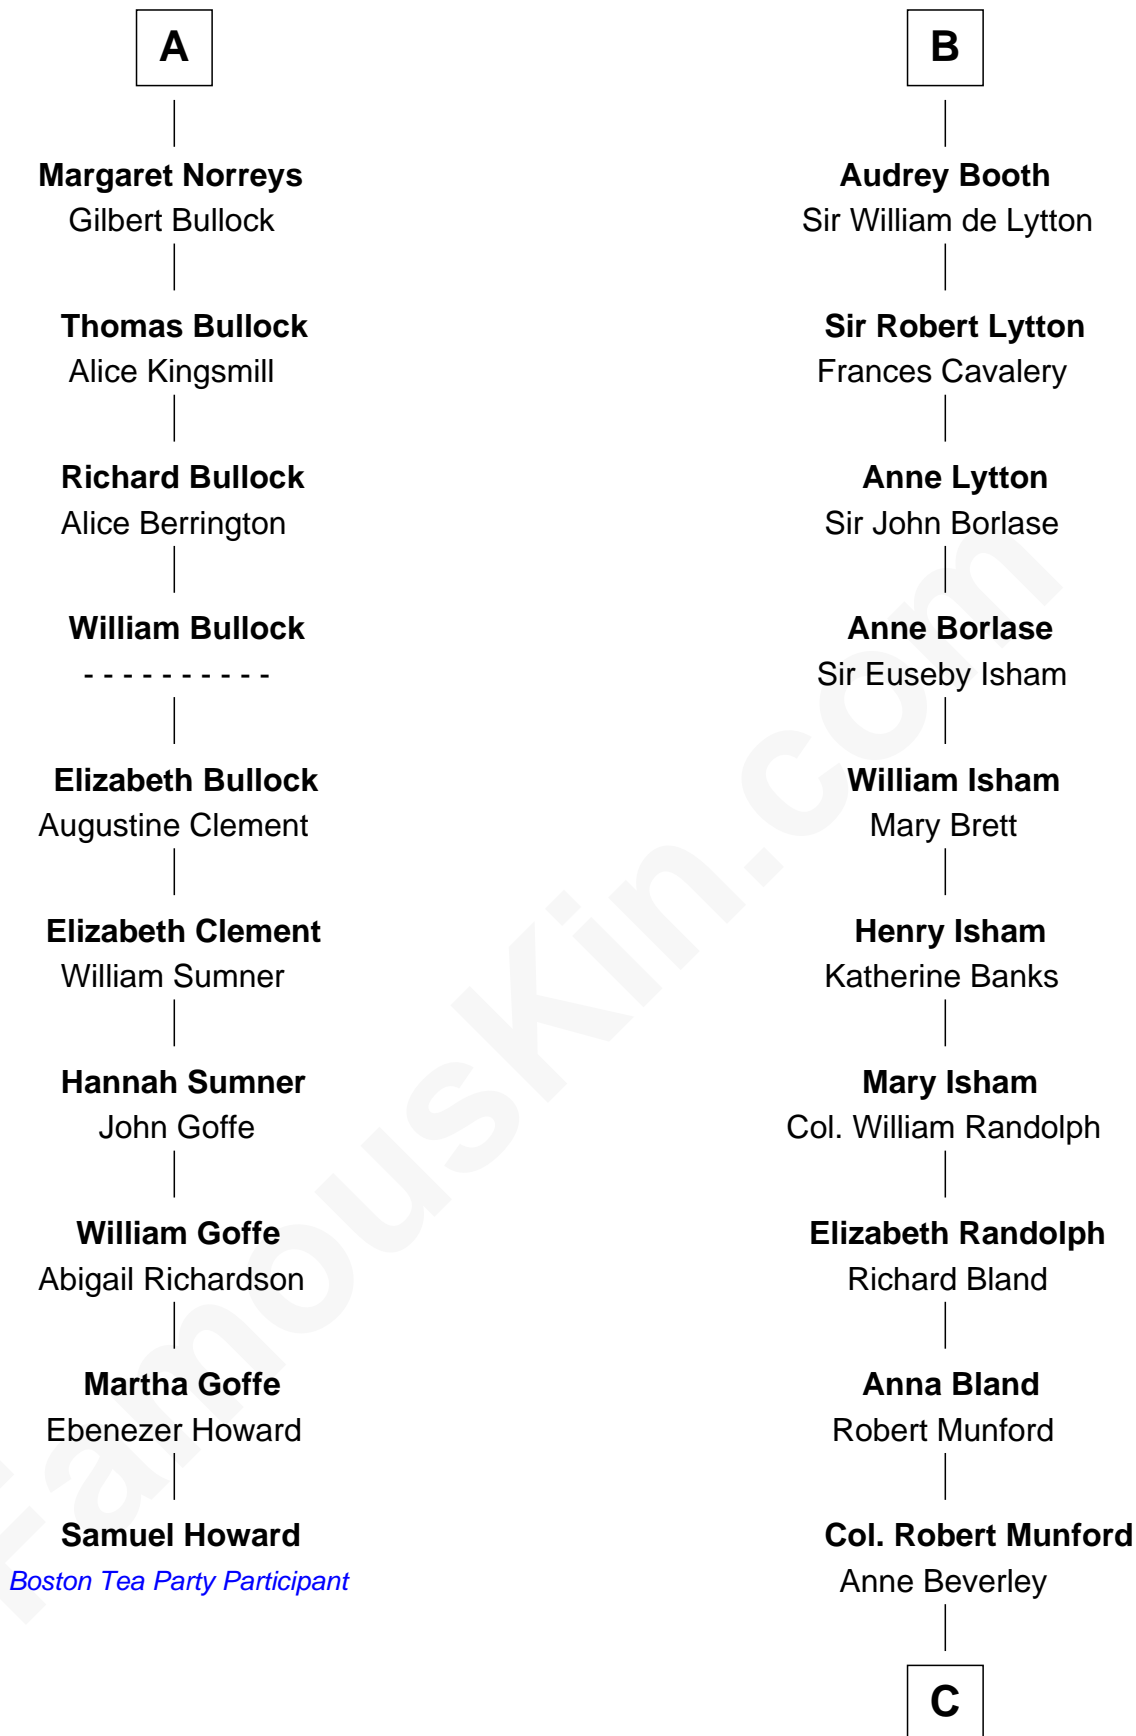 A
Margaret Norreys
Gilbert Bullock
Thomas Bullock
Alice Kingsmill
Richard Bullock
Alice Berrington
William Bullock
- - - - - - - - - -
Elizabeth Bullock
Augustine Clement
Elizabeth Clement
William Sumner
Hannah Sumner
John Goffe
William Goffe
Abigail Richardson
Martha Goffe
Ebenezer Howard
Samuel Howard
Boston Tea Party Participant
B
Audrey Booth
Sir William de Lytton
Sir Robert Lytton
Frances Cavalery
Anne Lytton
Sir John Borlase
Anne Borlase
Sir Euseby Isham
William Isham
Mary Brett
Henry Isham
Katherine Banks
Mary Isham
Col. William Randolph
Elizabeth Randolph
Richard Bland
Anna Bland
Robert Munford
Col. Robert Munford
Anne Beverley
C
FamousKin.com